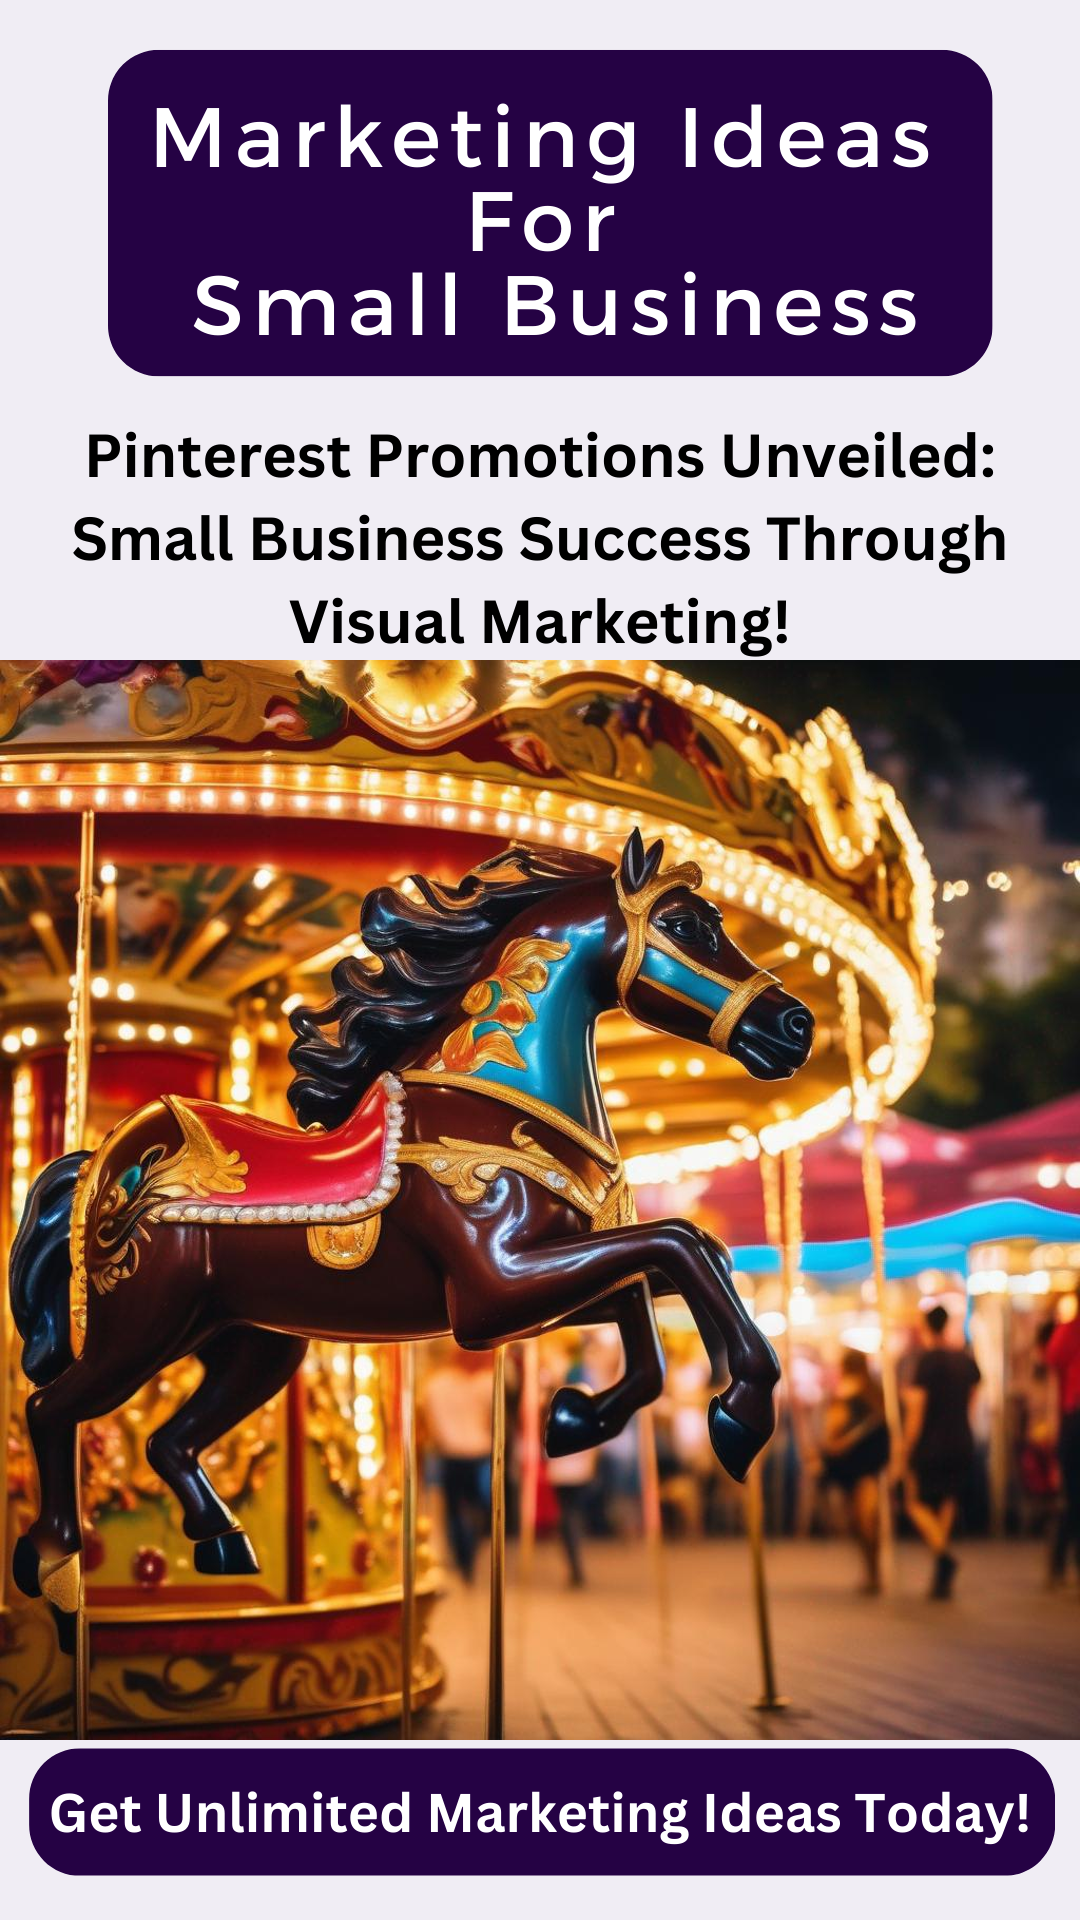 Marketing Ideas
For
Small Business
Pinterest Promotions Unveiled:
Small Business Success Through
Visual Marketing!
Get Unlimited Marketing Ideas Today!